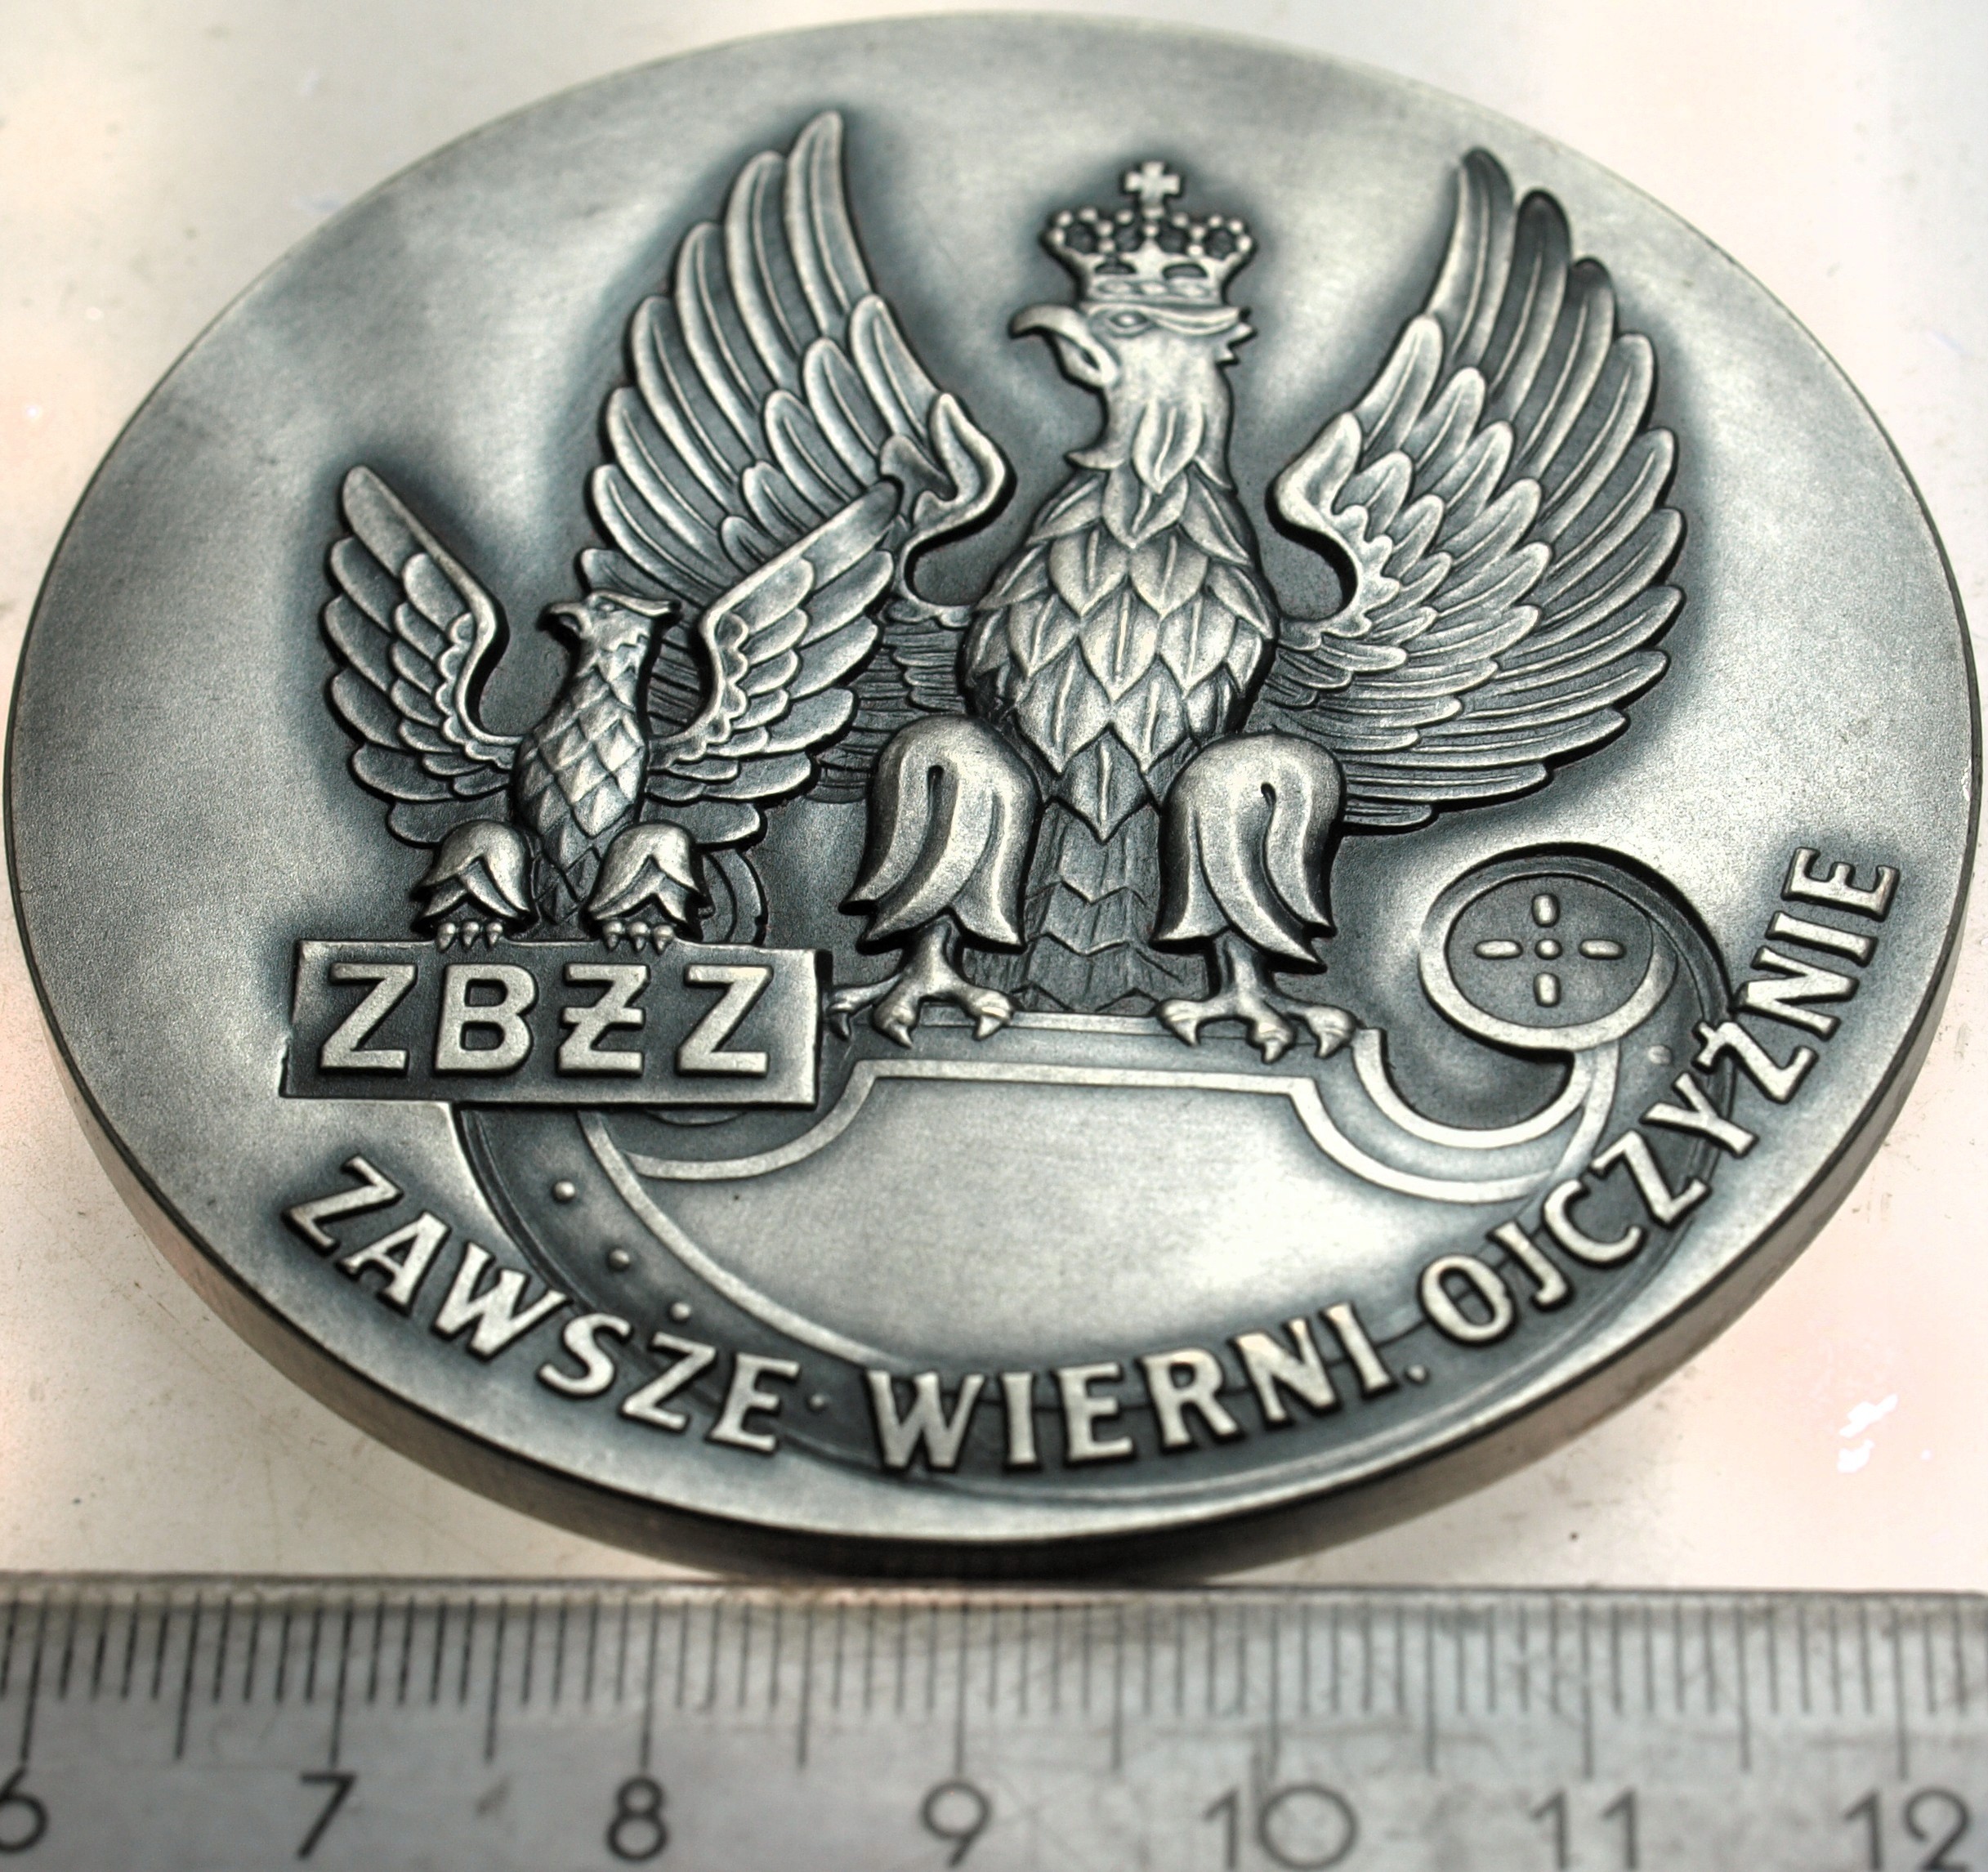 ZBŻZ
ZAWSZE · WIERNI. OJCZYŹNIE
6 7 8 9 10 11 12